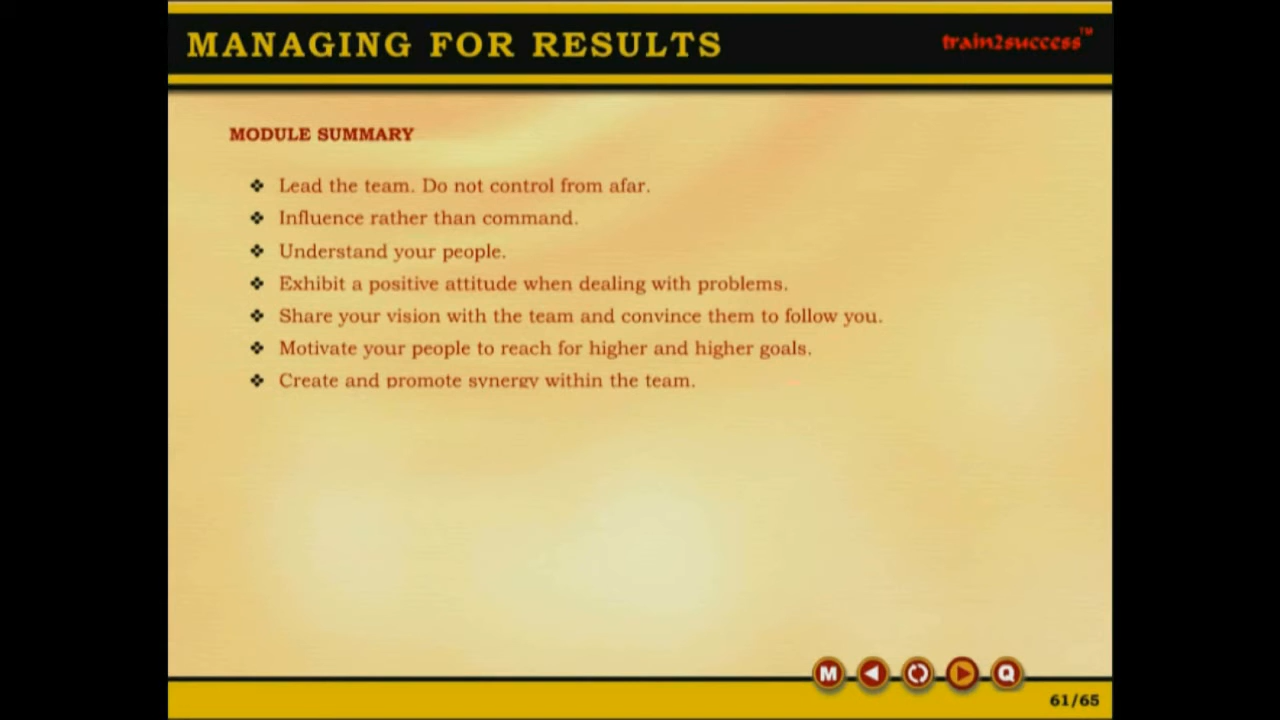 MANAGING FOR RESULTS
train2success™
MODULE SUMMARY
❖ Lead the team. Do not control from afar.
❖ Influence rather than command.
❖ Understand your people.
❖ Exhibit a positive attitude when dealing with problems.
❖ Share your vision with the team and convince them to follow you.
❖ Motivate your people to reach for higher and higher goals.
❖ Create and promote synergy within the team.
M Q
61/65